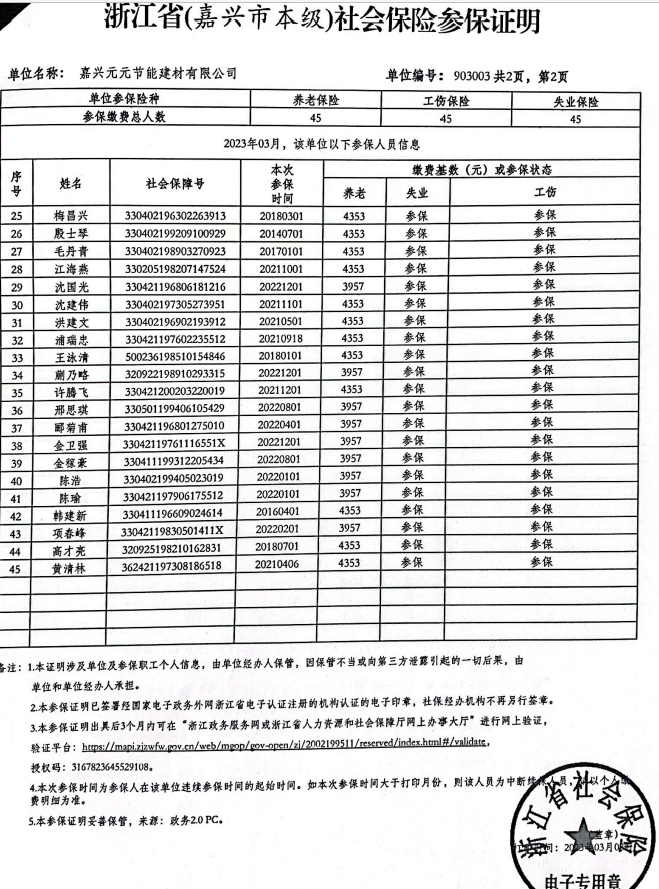 浙江省(嘉兴市本级)社会保险参保证明
单位名称： 嘉兴元元节能建材有限公司 单位编号：903003 共2页，第2页
单位参保险种 养老保险 工伤保险 失业保险
参保缴费总人数 45 45 45
2023年03月，该单位以下参保人员信息
序号 姓名 社会保障号 本次参保时间 缴费基数（元）或参保状态
养老 失业 工伤
25 梅昌兴 330402196302263913 20180301 4353 参保 参保
26 殷士琴 330402199209100929 20140701 4353 参保 参保
27 毛丹青 330402198903270923 20170101 4353 参保 参保
28 江海燕 330205198207147524 20211001 4353 参保 参保
29 沈国光 330421196806181216 20221201 3957 参保 参保
30 沈建伟 330402197305273951 20211101 4353 参保 参保
31 洪建文 330402196902193912 20210501 4353 参保 参保
32 浦瑞忠 330421197602235512 20210918 4353 参保 参保
33 王泳清 500236198510154846 20180101 4353 参保 参保
34 蒯乃略 320922198910293315 20221201 3957 参保 参保
35 许腾飞 330421200203220019 20211201 4353 参保 参保
36 邢思琪 330501199406105429 20220801 3957 参保 参保
37 郦菊甫 330421196801275010 20220401 3957 参保 参保
38 金卫强 33042119761116551X 20221201 3957 参保 参保
39 金稼豪 330411199312205434 20220801 3957 参保 参保
40 陈浩 330402199405023019 20220101 3957 参保 参保
41 陈瑜 330421197906175512 20220101 3957 参保 参保
42 韩建新 330411196609024614 20160401 4353 参保 参保
43 项春峰 33042119830501411X 20220201 3957 参保 参保
44 高才亮 320925198210162831 20180701 4353 参保 参保
45 黄清林 362421197308186518 20210406 4353 参保 参保
备注：1.本证明涉及单位及参保职工个人信息，由单位经办人保管，因保管不当或向第三方泄露引起的一切后果，由
单位和单位经办人承担。
2.本参保证明已签署经国家电子政务外网浙江省电子认证注册的机构认证的电子印章，社保经办机构不再另行签章。
3.本参保证明出具后3个月内可在“浙江政务服务网或浙江省人力资源和社会保障厅网上办事大厅”进行网上验证，
验证平台：https://mapi.zjzwfw.gov.cn/web/mgop/gov-open/zj/2002199511/reserved/index.html#/validate，
授权码：3167823645529108。
4.本次参保时间为参保人在该单位连续参保时间的起始时间。如本次参保时间大于打印月份，则该人员为中断续保人员，以个人缴
费明细为准。
5.本参保证明妥善保管，来源：政务2.0 PC。
（盖章）
时间：2023年03月
浙江省社会保险
电子专用章